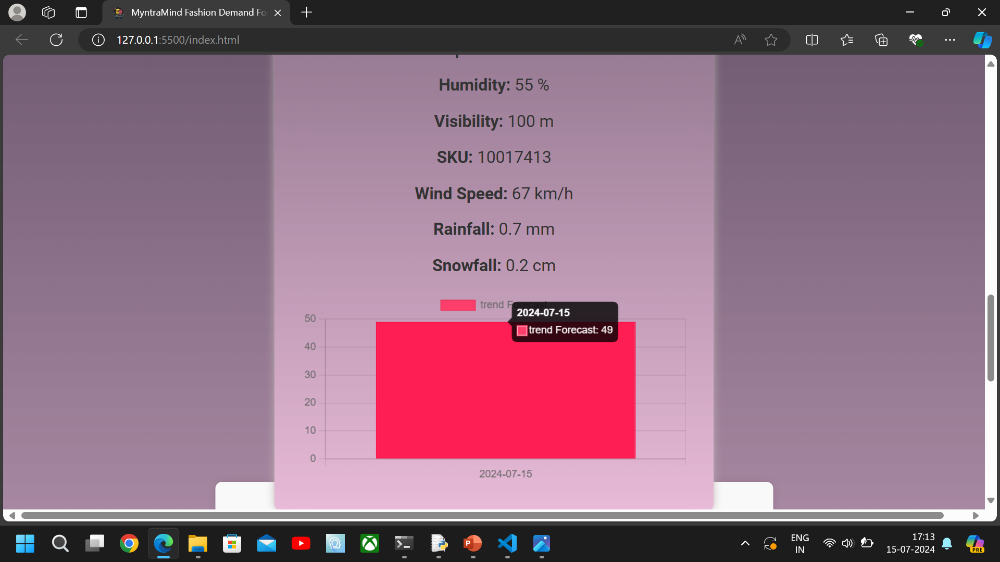 MyntraMind Fashion Demand Fo
127.0.0.1:5500/index.html
Humidity: 55 %
Visibility: 100 m
SKU: 10017413
Wind Speed: 67 km/h
Rainfall: 0.7 mm
Snowfall: 0.2 cm
trend Forecast
2024-07-15
trend Forecast: 49
50
40
30
20
10
0
2024-07-15
ENG
IN
17:13
15-07-2024
PRE